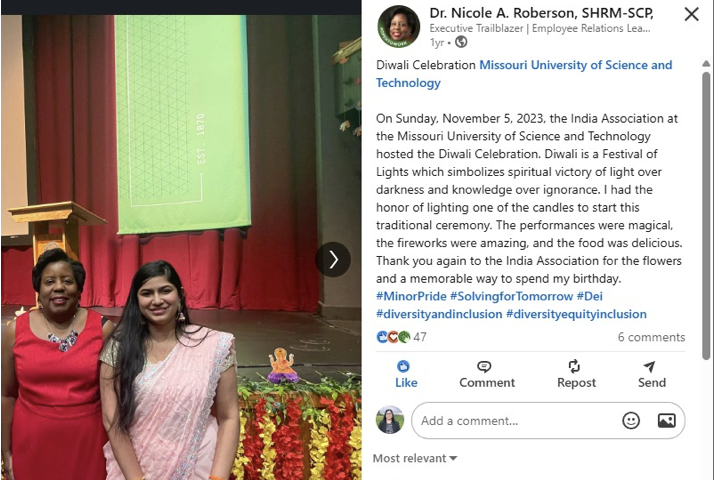 EST 1870
Dr. Nicole A. Roberson, SHRM-SCP,
Executive Trailblazer | Employee Relations Lea...
1yr •
Diwali Celebration Missouri University of Science and
Technology
On Sunday, November 5, 2023, the India Association at
the Missouri University of Science and Technology
hosted the Diwali Celebration. Diwali is a Festival of
Lights which simbolizes spiritual victory of light over
darkness and knowledge over ignorance. I had the
honor of lighting one of the candles to start this
traditional ceremony. The performances were magical,
the fireworks were amazing, and the food was delicious.
Thank you again to the India Association for the flowers
and a memorable way to spend my birthday.
#MinorPride #SolvingforTomorrow #Dei
#diversityandinclusion #diversityequityinclusion
47 6 comments
Like Comment Repost Send
Add a comment...
Most relevant